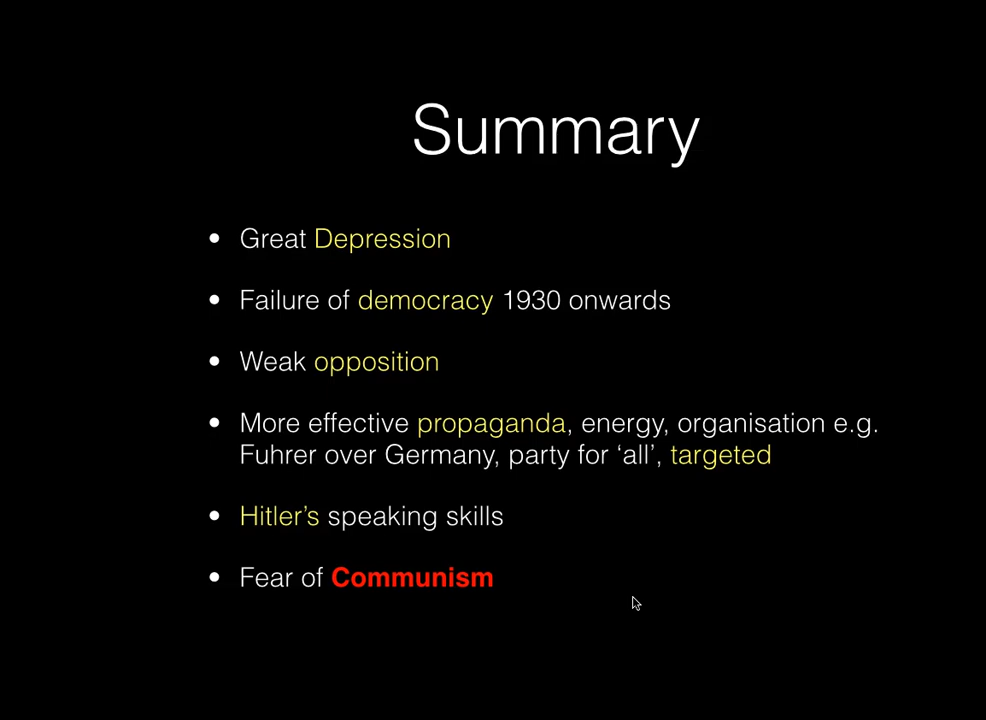 Summary
• Great Depression
• Failure of democracy 1930 onwards
• Weak opposition
• More effective propaganda, energy, organisation e.g.
Fuhrer over Germany, party for ‘all’, targeted
• Hitler’s speaking skills
• Fear of Communism